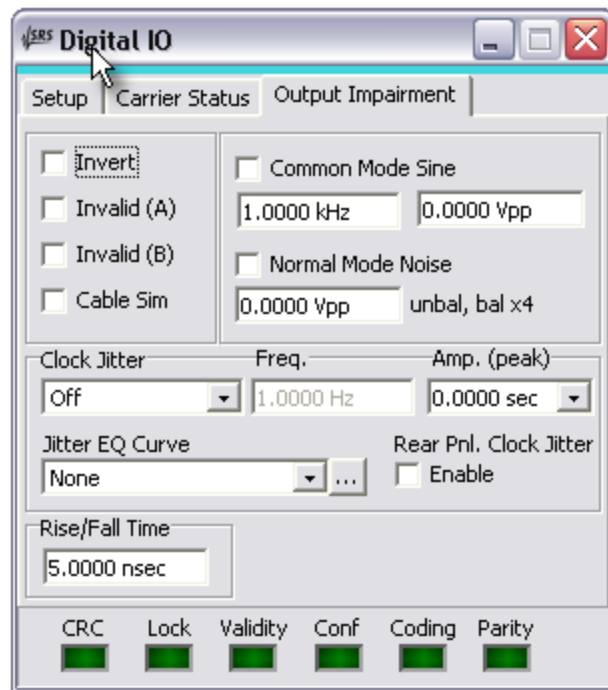 SRS Digital IO
Setup Carrier Status Output Impairment
Invert
Invalid (A)
Invalid (B)
Cable Sim
Common Mode Sine
1.0000 kHz 0.0000 Vpp
Normal Mode Noise
0.0000 Vpp unbal, bal x4
Clock Jitter Freq. Amp. (peak)
Off 1.0000 Hz 0.0000 sec
Jitter EQ Curve Rear Pnl. Clock Jitter
None ... Enable
Rise/Fall Time
5.0000 nsec
CRC Lock Validity Conf Coding Parity